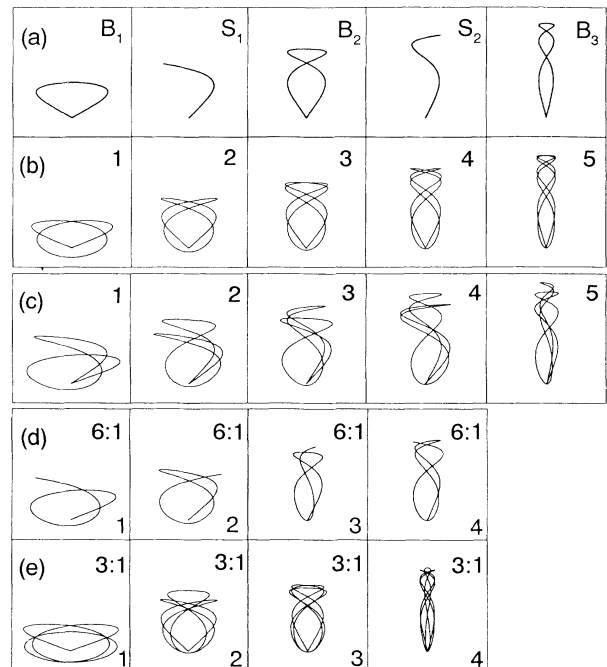 (a) B1 S1 B2 S2 B3
(b) 1 2 3 4 5
(c) 1 2 3 4 5
(d) 6:1 6:1 6:1 6:1
1 2 3 4
(e) 3:1 3:1 3:1 3:1
1 2 3 4